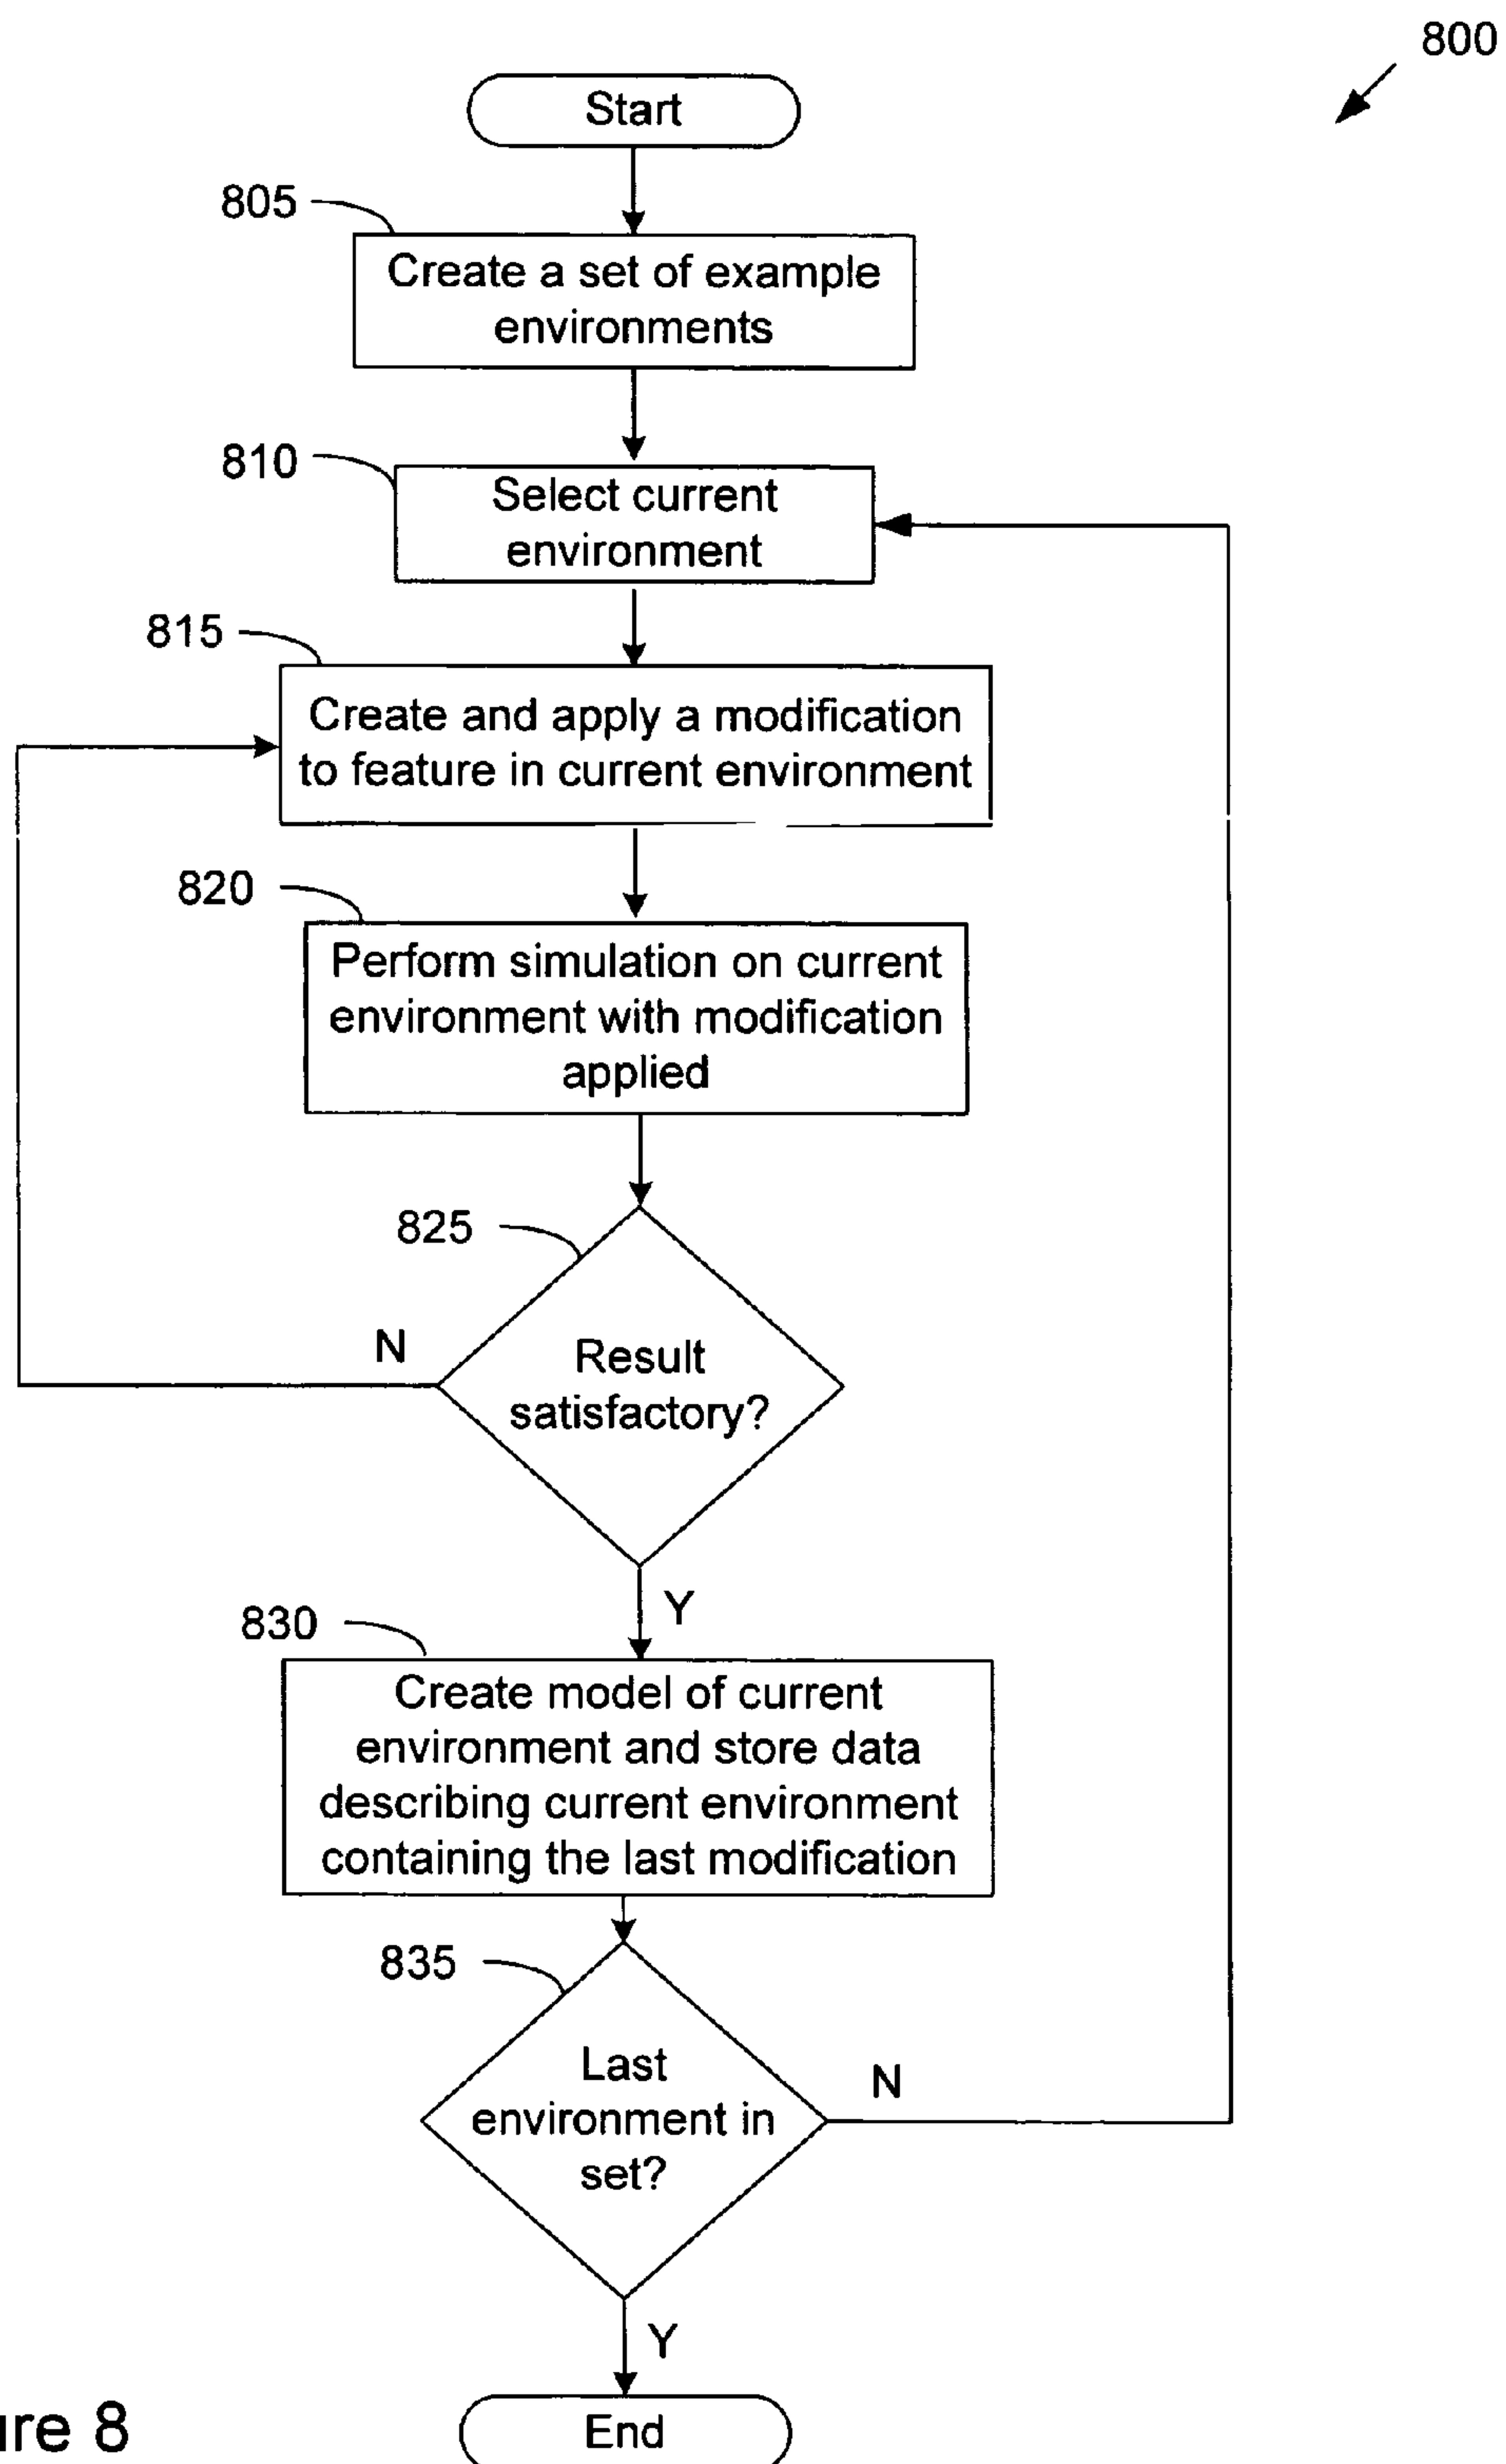 800
Start
805
Create a set of example
environments
810
Select current
environment
815
Create and apply a modification
to feature in current environment
820
Perform simulation on current
environment with modification
applied
825
Result
satisfactory?
N
Y
830
Create model of current
environment and store data
describing current environment
containing the last modification
835
Last
environment in
set?
N
Y
End
ure 8